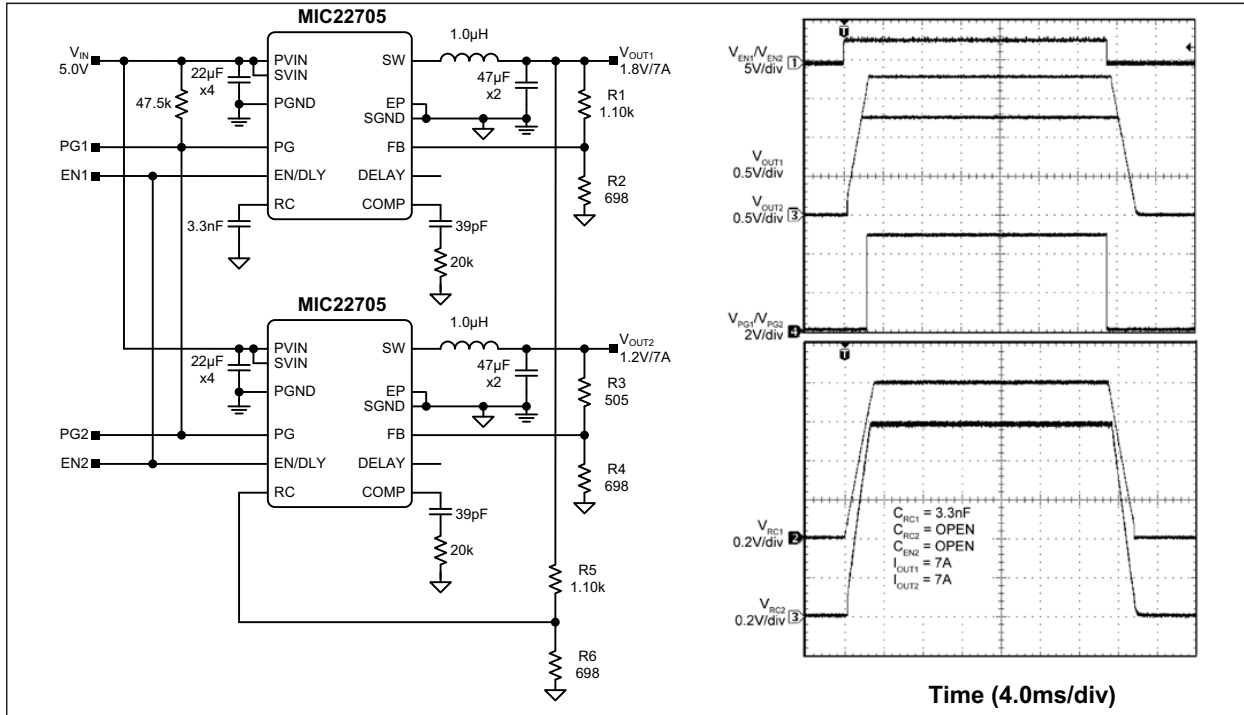 MIC22705
1.0µH
VIN
5.0V
22µF
x4
47.5k
PVIN
SVIN
PGND
PG
EN/DLY
RC
SW
EP
SGND
FB
DELAY
COMP
47µF
x2
VOUT1
1.8V/7A
R1
1.10k
R2
698
PG1
EN1
3.3nF
39pF
20k
MIC22705
1.0µH
22µF
x4
PVIN
SVIN
PGND
PG
EN/DLY
RC
SW
EP
SGND
FB
DELAY
COMP
47µF
x2
VOUT2
1.2V/7A
R3
505
R4
698
PG2
EN2
39pF
20k
R5
1.10k
R6
698
T
VEN1/VEN2
5V/div
1
VOUT1
0.5V/div
VOUT2
0.5V/div
3
VPG1/VPG2
2V/div
4
T
VRC1
0.2V/div
2
VRC2
0.2V/div
3
CRC1 = 3.3nF
CRC2 = OPEN
CEN2 = OPEN
IOUT1 = 7A
IOUT2 = 7A
Time (4.0ms/div)